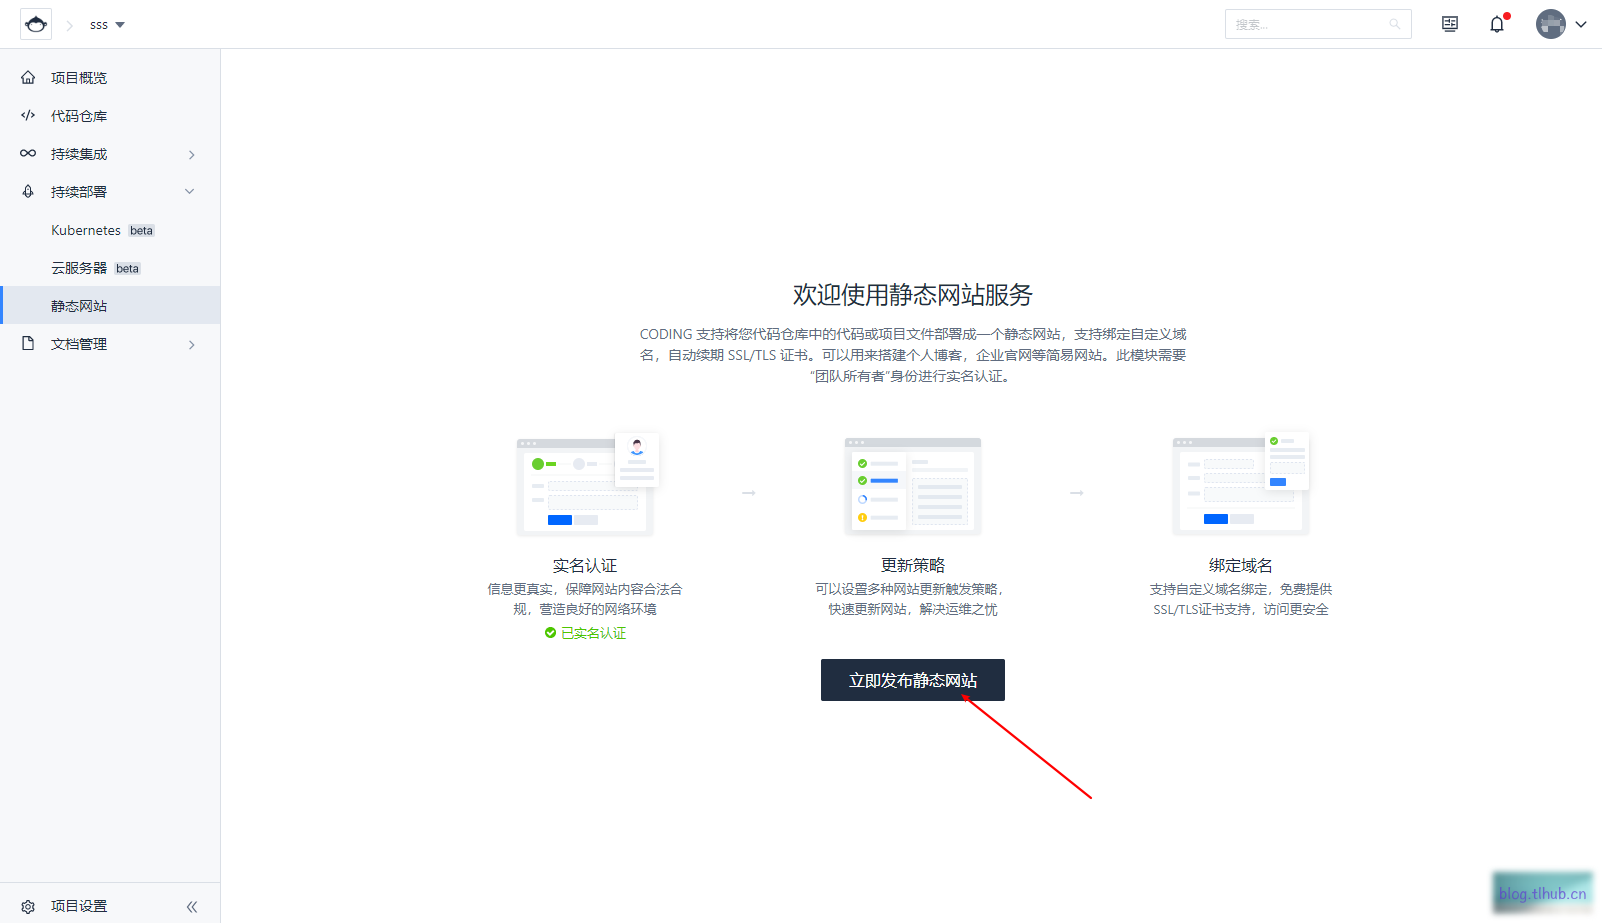 sss
搜索...
项目概览
代码仓库
持续集成
持续部署
Kubernetes beta
云服务器 beta
静态网站
文档管理
欢迎使用静态网站服务
CODING 支持将您代码仓库中的代码或项目文件部署成一个静态网站，支持绑定自定义域
名，自动续期 SSL/TLS 证书。可以用来搭建个人博客，企业官网等简易网站。此模块需要
“团队所有者”身份进行实名认证。
实名认证
信息更真实，保障网站内容合法合
规，营造良好的网络环境
已实名认证
更新策略
可以设置多种网站更新触发策略，
快速更新网站，解决运维之忧
绑定域名
支持自定义域名绑定，免费提供
SSL/TLS证书支持，访问更安全
立即发布静态网站
项目设置
blog.tlhub.cn